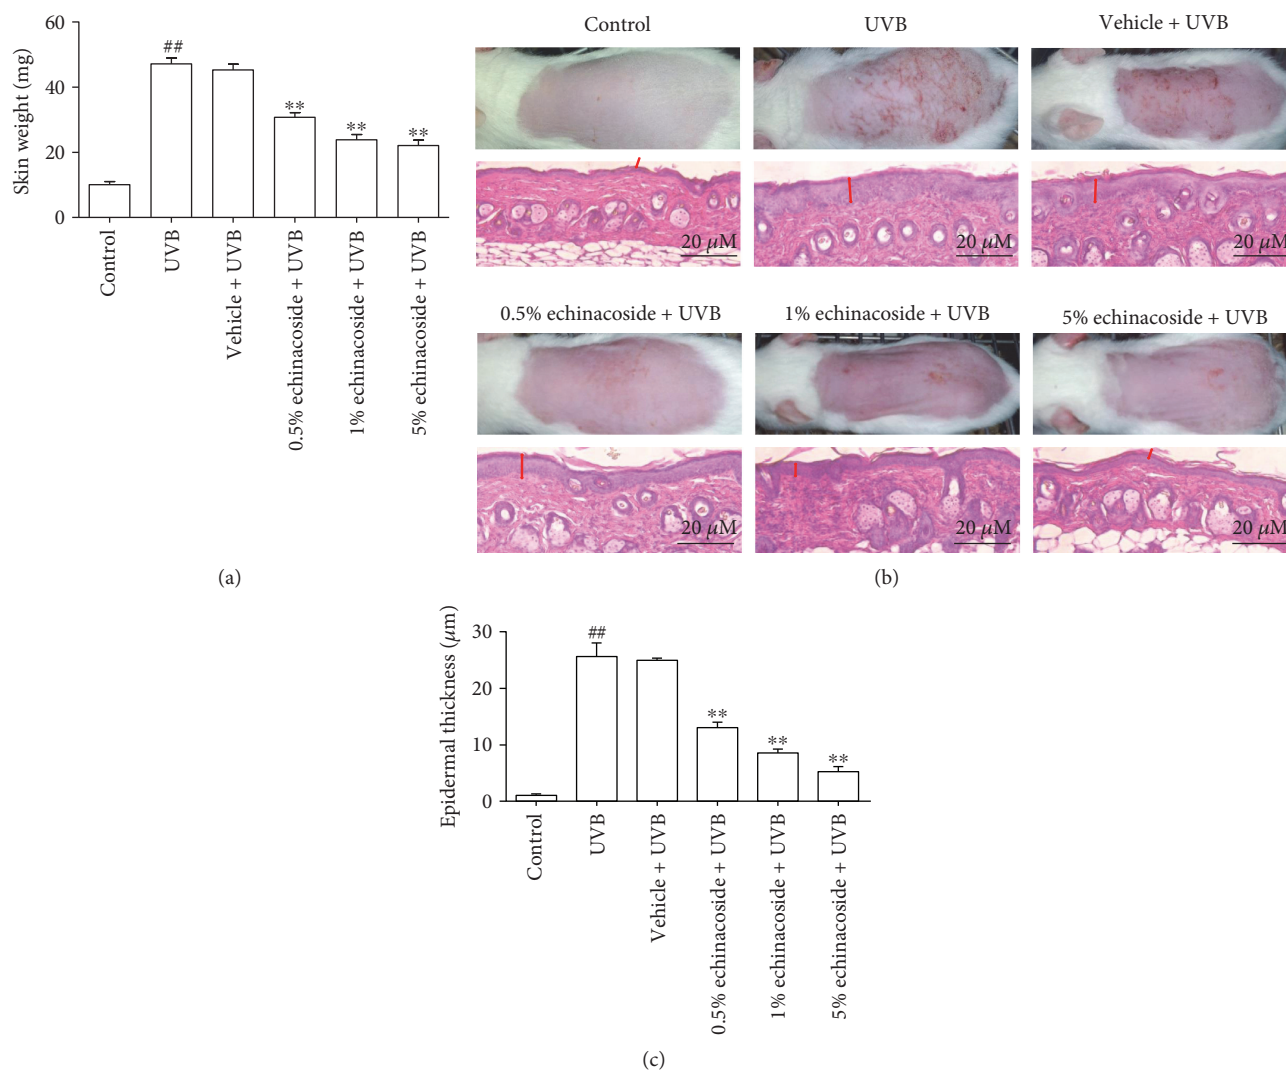 60
40
20
0
Skin weight (mg)
##
**
**
**
Control
UVB
Vehicle + UVB
0.5% echinacoside + UVB
1% echinacoside + UVB
5% echinacoside + UVB
(a)
Control
UVB
Vehicle + UVB
20 μM
20 μM
20 μM
0.5% echinacoside + UVB
1% echinacoside + UVB
5% echinacoside + UVB
20 μM
20 μM
20 μM
(b)
30
20
10
0
Epidermal thickness (μm)
##
**
**
**
Control
UVB
Vehicle + UVB
0.5% echinacoside + UVB
1% echinacoside + UVB
5% echinacoside + UVB
(c)